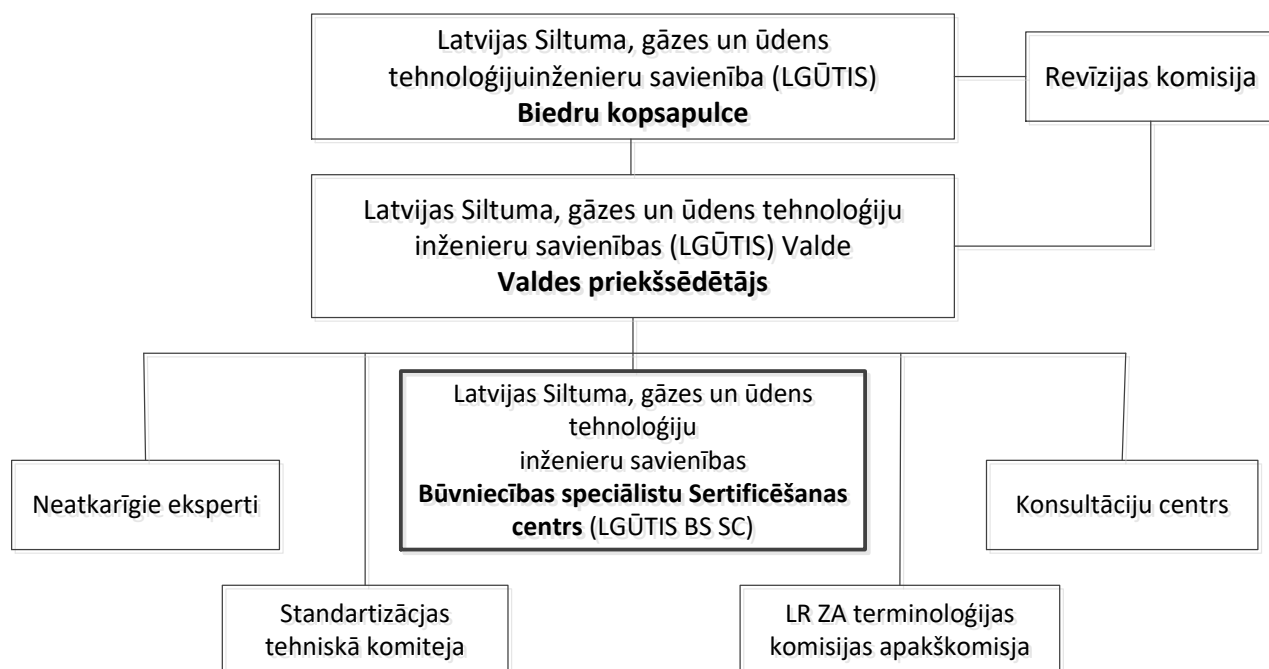 Latvijas Siltuma, gāzes un ūdens
tehnoloģijuinženieru savienība (LGŪTIS)
Biedru kopsapulce
Revīzijas komisija
Latvijas Siltuma, gāzes un ūdens tehnoloģiju
inženieru savienības (LGŪTIS) Valde
Valdes priekšsēdētājs
Latvijas Siltuma, gāzes un ūdens
tehnoloģiju
inženieru savienības
Būvniecības speciālistu Sertificēšanas
centrs (LGŪTIS BS SC)
Neatkarīgie eksperti
Konsultāciju centrs
Standartizācjas
tehniskā komiteja
LR ZA terminoloģijas
komisijas apakškomisja